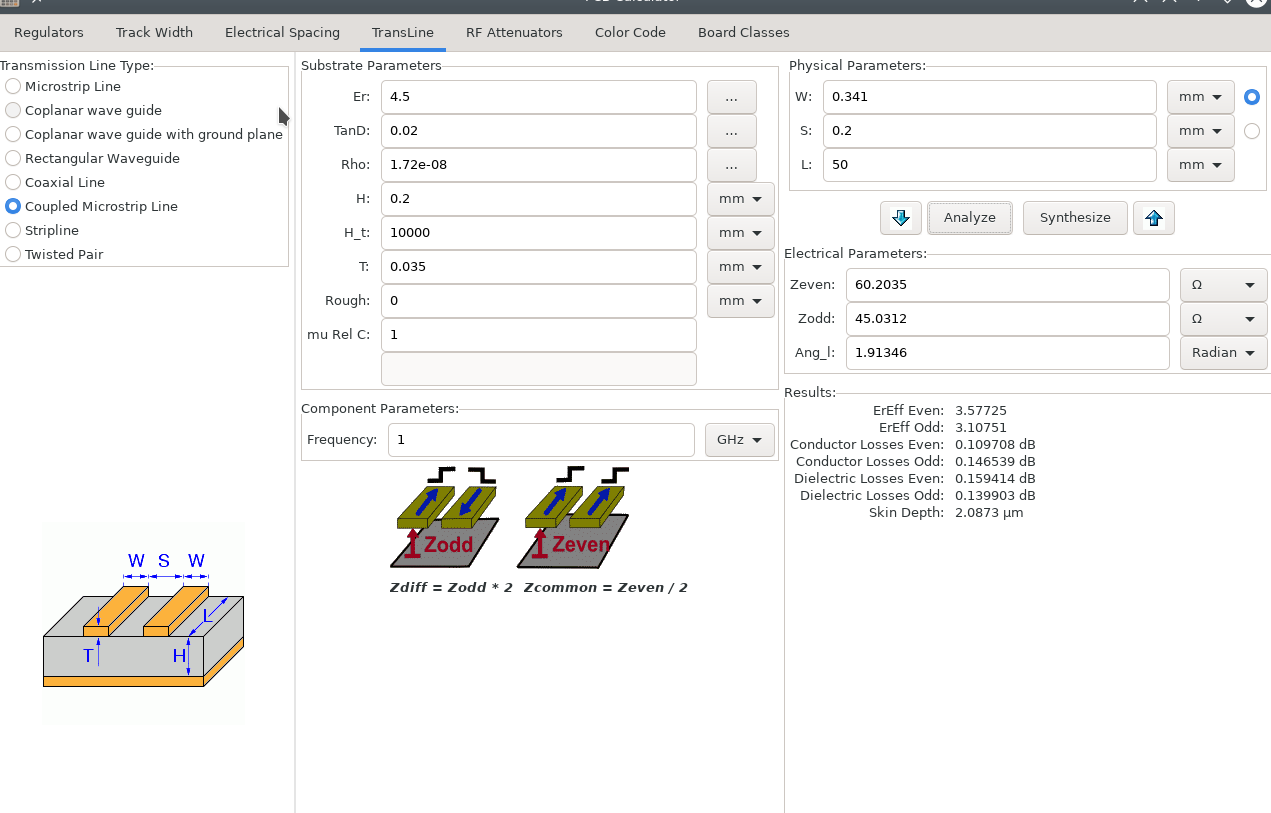 Regulators Track Width Electrical Spacing TransLine RF Attenuators Color Code Board Classes
Transmission Line Type:
Microstrip Line
Coplanar wave guide
Coplanar wave guide with ground plane
Rectangular Waveguide
Coaxial Line
Coupled Microstrip Line
Stripline
Twisted Pair
W S W
L
T H
Substrate Parameters
Er: 4.5 ...
TanD: 0.02 ...
Rho: 1.72e-08 ...
H: 0.2 mm
H_t: 10000 mm
T: 0.035 mm
Rough: 0 mm
mu Rel C: 1
Component Parameters:
Frequency: 1 GHz
Zodd Zeven
Zdiff = Zodd * 2 Zcommon = Zeven / 2
Physical Parameters:
W: 0.341 mm
S: 0.2 mm
L: 50 mm
Analyze Synthesize
Electrical Parameters:
Zeven: 60.2035 Ω
Zodd: 45.0312 Ω
Ang_l: 1.91346 Radian
Results:
ErEff Even: 3.57725
ErEff Odd: 3.10751
Conductor Losses Even: 0.109708 dB
Conductor Losses Odd: 0.146539 dB
Dielectric Losses Even: 0.159414 dB
Dielectric Losses Odd: 0.139903 dB
Skin Depth: 2.0873 µm